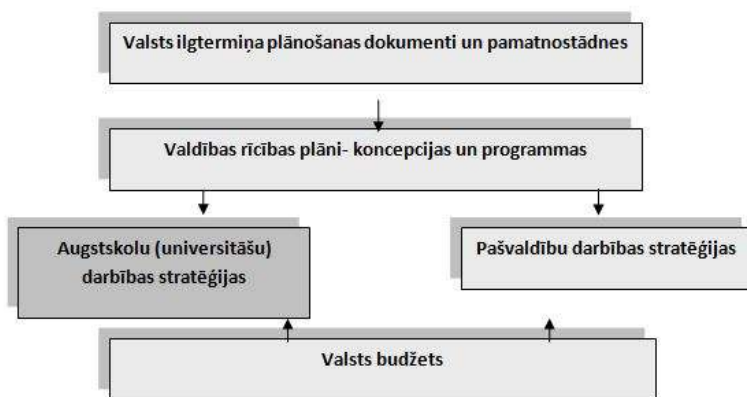 Valsts ilgtermiņa plānošanas dokumenti un pamatnostādnes
Valdības rīcības plāni- koncepcijas un programmas
Augstskolu (universitāšu)
darbības stratēģijas
Pašvaldību darbības stratēģijas
Valsts budžets